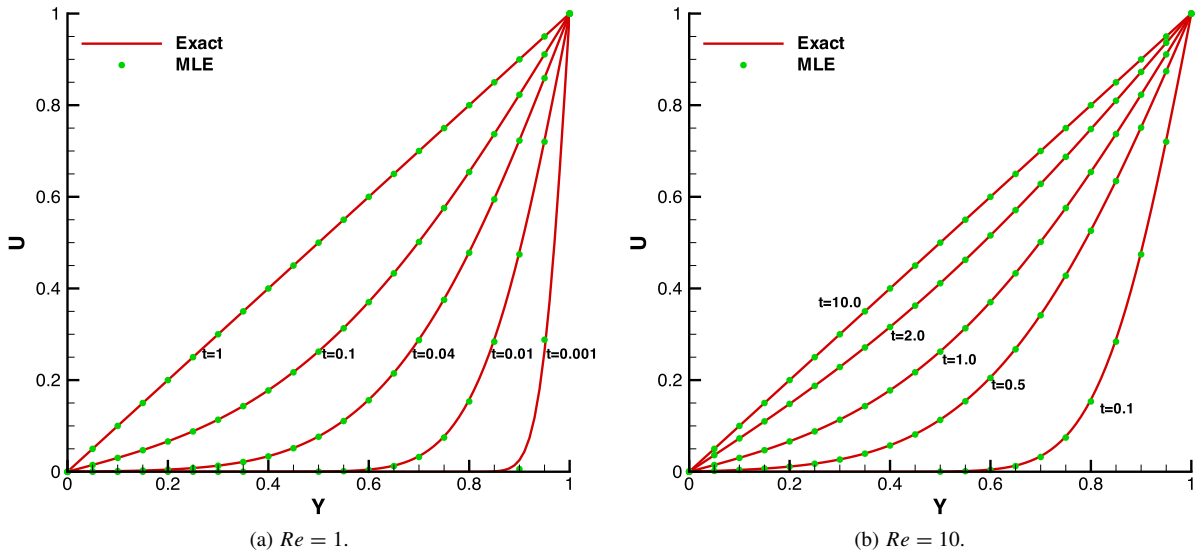 1
0.8
0.6
0.4
0.2
0
0
0.2
0.4
0.6
0.8
1
U
Y
Exact
MLE
t=1
t=0.1
t=0.04
t=0.01
t=0.001
(a) Re = 1.
1
0.8
0.6
0.4
0.2
0
0
0.2
0.4
0.6
0.8
1
U
Y
Exact
MLE
t=10.0
t=2.0
t=1.0
t=0.5
t=0.1
(b) Re = 10.